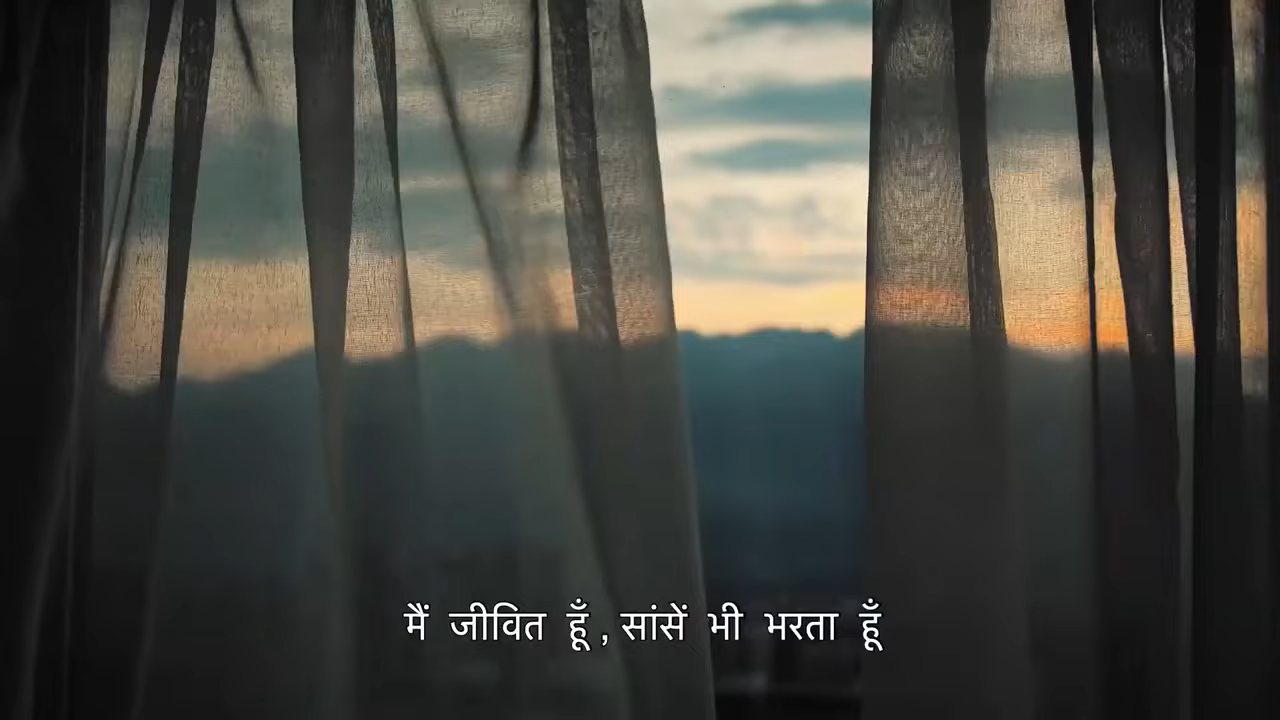 मैं जीवित हूँ , सांसें भी भरता हूँ